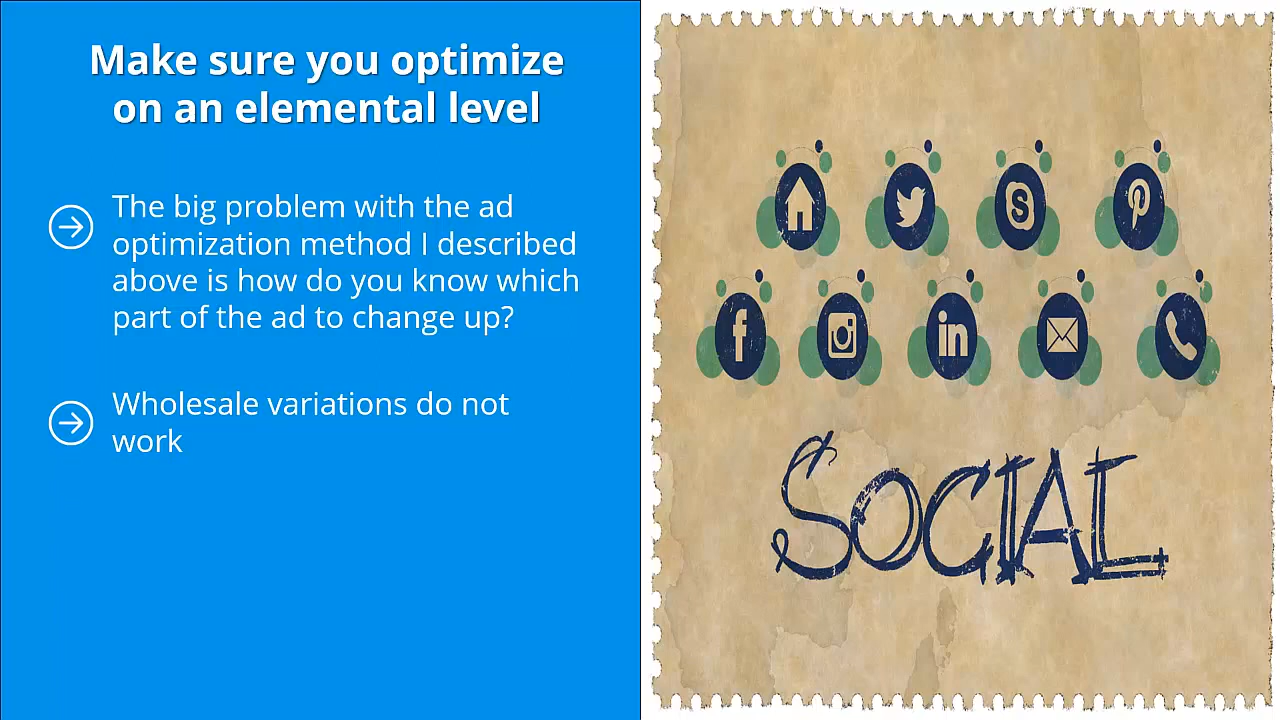 Make sure you optimize
on an elemental level
The big problem with the ad
optimization method I described
above is how do you know which
part of the ad to change up?
Wholesale variations do not
work
SOCIAL